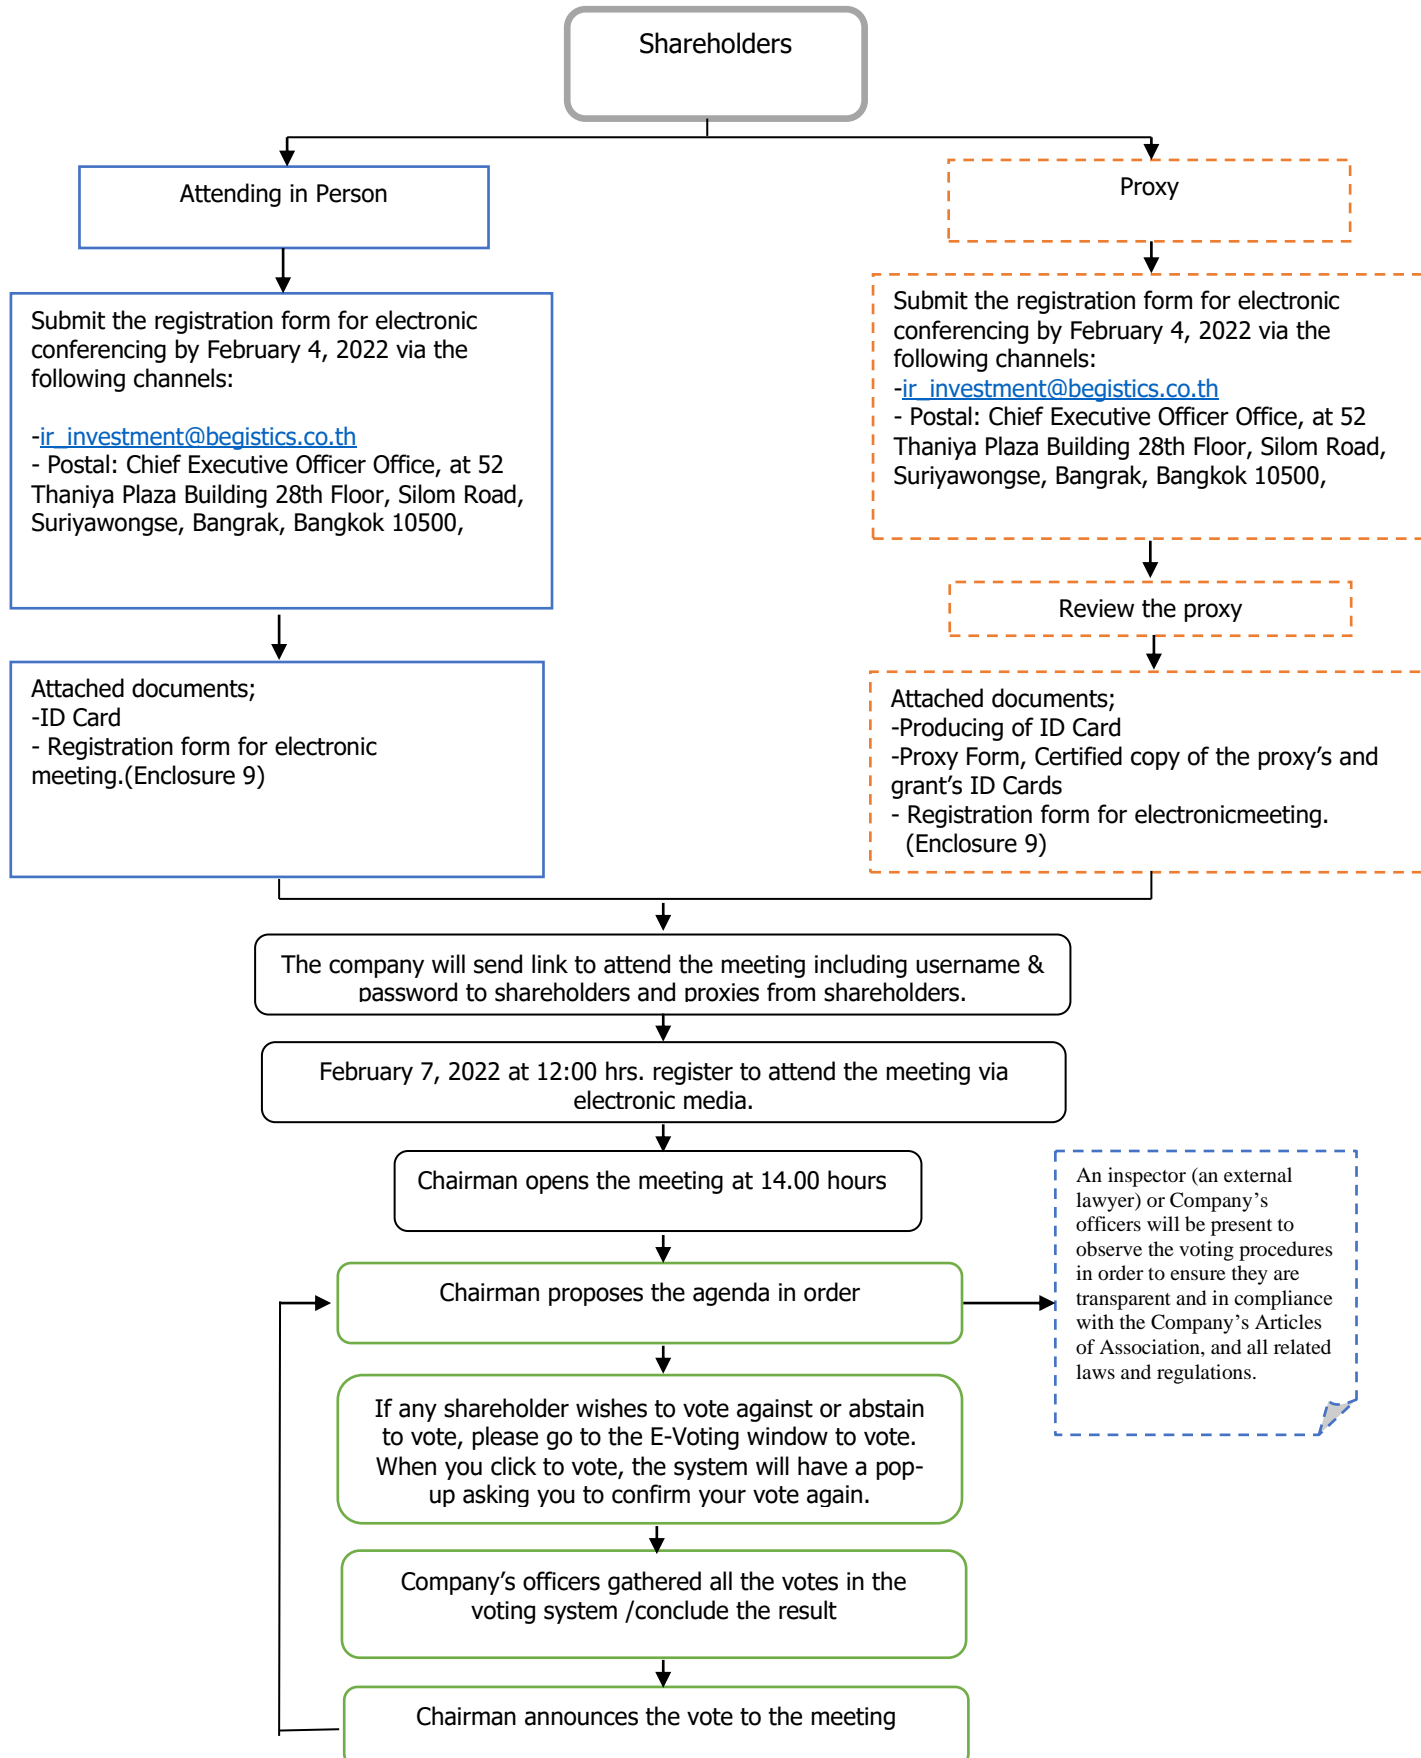 Shareholders
Attending in Person
Proxy
Submit the registration form for electronic
conferencing by February 4, 2022 via the
following channels:
-ir_investment@begistics.co.th
- Postal: Chief Executive Officer Office, at 52
Thaniya Plaza Building 28th Floor, Silom Road,
Suriyawongse, Bangrak, Bangkok 10500,
Submit the registration form for electronic
conferencing by February 4, 2022 via the
following channels:
-ir_investment@begistics.co.th
- Postal: Chief Executive Officer Office, at 52
Thaniya Plaza Building 28th Floor, Silom Road,
Suriyawongse, Bangrak, Bangkok 10500,
Review the proxy
Attached documents;
-ID Card
- Registration form for electronic
meeting.(Enclosure 9)
Attached documents;
-Producing of ID Card
-Proxy Form, Certified copy of the proxy’s and
grant’s ID Cards
- Registration form for electronicmeeting.
(Enclosure 9)
The company will send link to attend the meeting including username &
password to shareholders and proxies from shareholders.
February 7, 2022 at 12:00 hrs. register to attend the meeting via
electronic media.
Chairman opens the meeting at 14.00 hours
An inspector (an external
lawyer) or Company’s
officers will be present to
observe the voting procedures
in order to ensure they are
transparent and in compliance
with the Company’s Articles
of Association, and all related
laws and regulations.
Chairman proposes the agenda in order
If any shareholder wishes to vote against or abstain
to vote, please go to the E-Voting window to vote.
When you click to vote, the system will have a pop-
up asking you to confirm your vote again.
Company’s officers gathered all the votes in the
voting system /conclude the result
Chairman announces the vote to the meeting